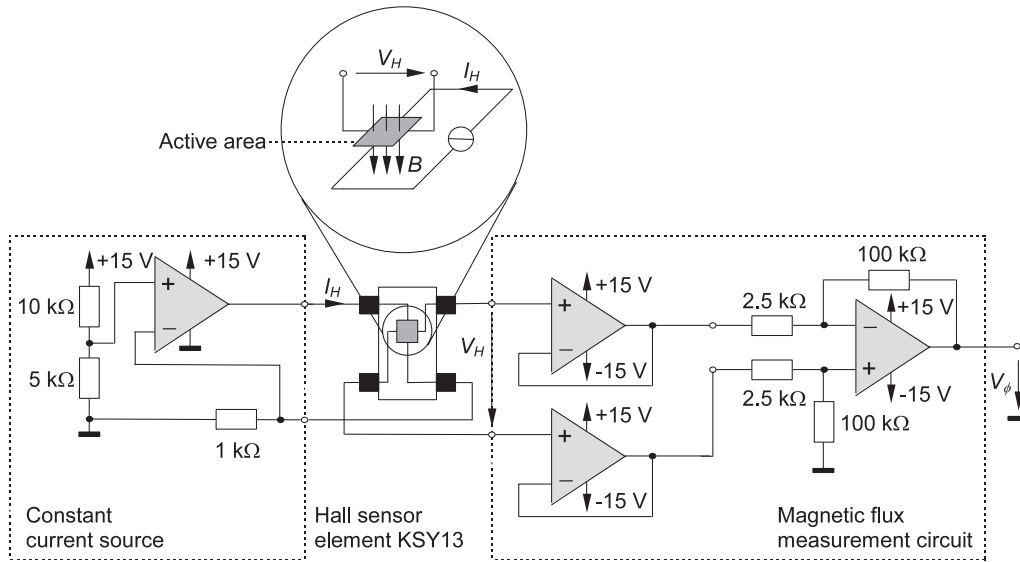 V_H
I_H
Active area
B
+15 V
+15 V
10 kΩ
+
−
5 kΩ
1 kΩ
I_H
V_H
+
+15 V
−
-15 V
+15 V
+
−
-15 V
100 kΩ
2.5 kΩ
+15 V
−
+
-15 V
2.5 kΩ
100 kΩ
V_ϕ
Constant
current source
Hall sensor
element KSY13
Magnetic flux
measurement circuit